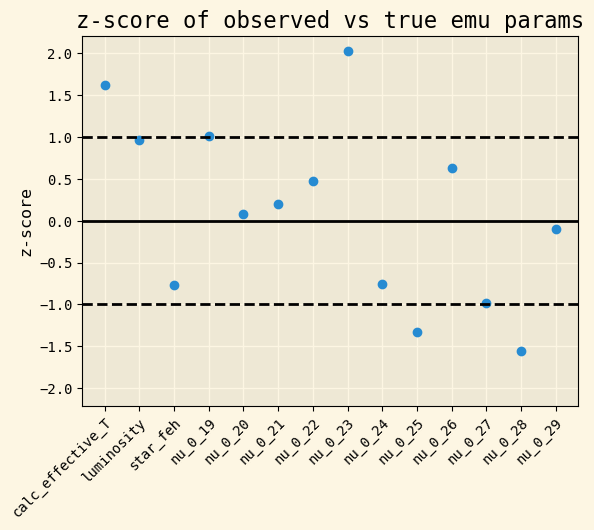 z-score of observed vs true emu params
z-score
2.0
1.5
1.0
0.5
0.0
−0.5
−1.0
−1.5
−2.0
calc_effective_T
luminosity
star_feh
nu_0_19
nu_0_20
nu_0_21
nu_0_22
nu_0_23
nu_0_24
nu_0_25
nu_0_26
nu_0_27
nu_0_28
nu_0_29